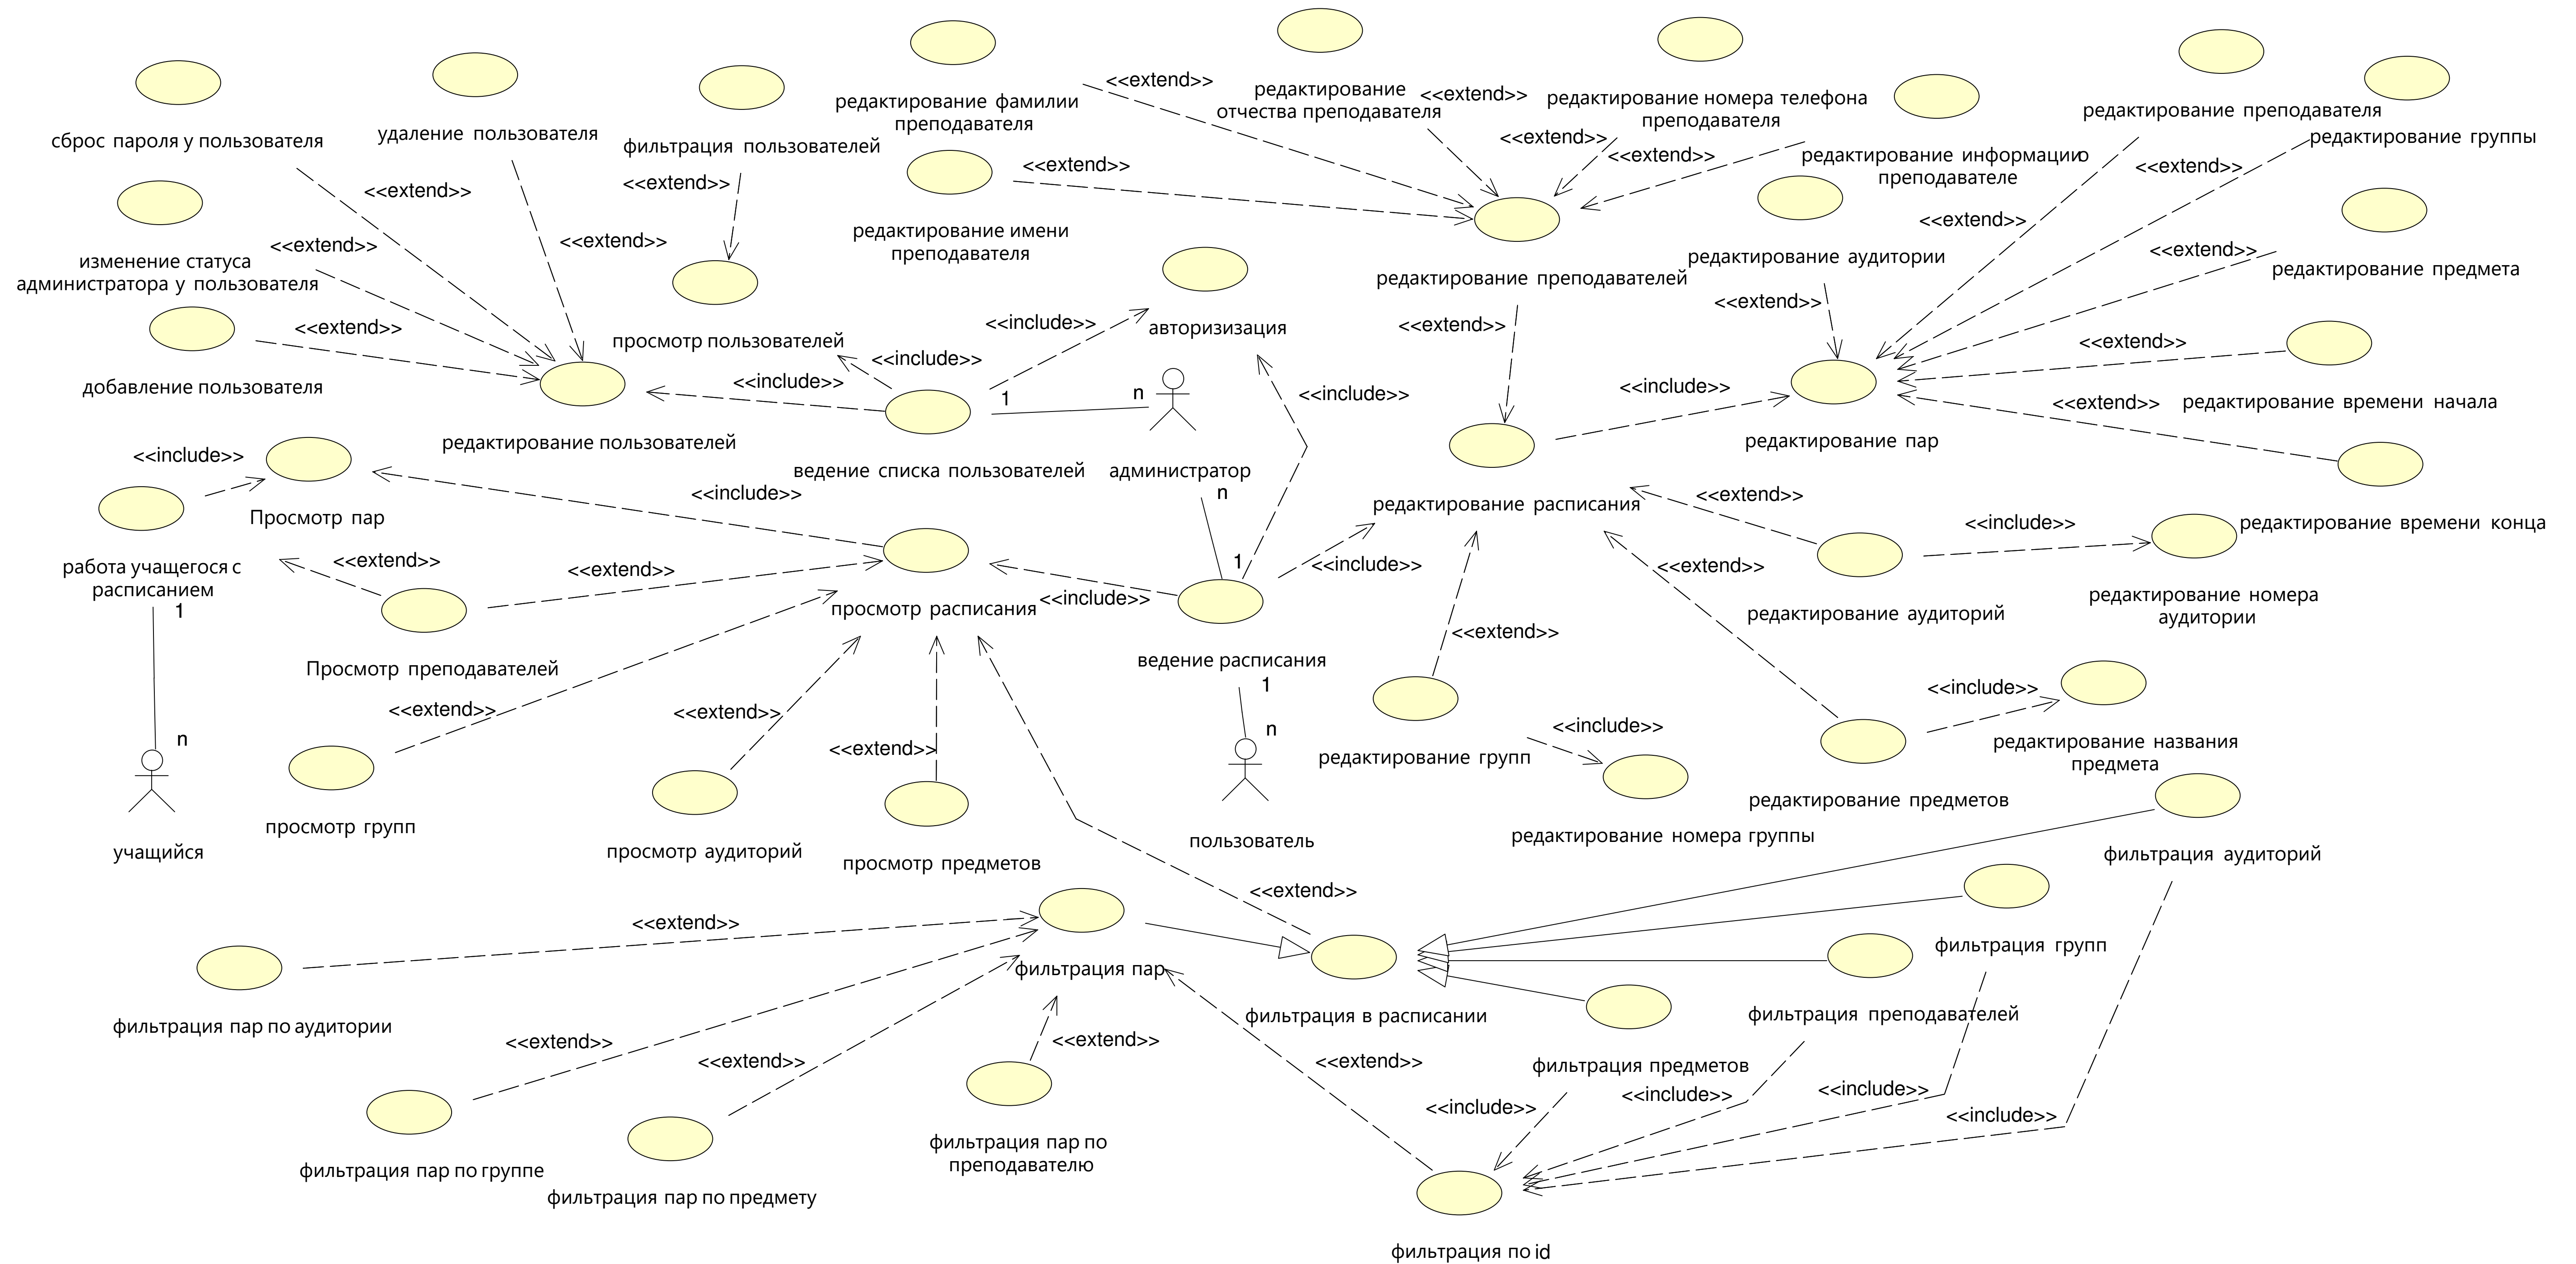 <<extend>>
редактирование фамилии
преподавателя
<<extend>>
редактирование
отчества преподавателя
<<extend>>
редактирование номера телефона
преподавателя
<<extend>>
<<extend>>
редактирование информациио
преподавателе
редактирование преподавателя
редактирование группы
<<extend>>
сброс пароля у пользователя
удаление пользователя
фильтрация пользователей
<<extend>>
<<extend>>
<<extend>>
редактирование имени
преподавателя
<<extend>>
<<extend>>
<<extend>>
изменение статуса
администратора у пользователя
редактирование преподавателей
редактирование аудитории
<<extend>>
редактирование предмета
<<extend>>
<<extend>>
добавление пользователя
просмотр пользователей
<<include>>
авторизизация
<<extend>>
<<extend>>
<<include>>
<<include>>
1
n
<<include>>
<<include>>
<<extend>>
редактирование времени начала
редактирование пользователей
ведение списка пользователей
администратор
n
редактирование пар
<<include>>
Просмотр пар
<<include>>
редактирование расписания
<<extend>>
<<include>>
редактирование времени конца
работа учащегося с
расписанием
1
<<extend>>
<<extend>>
просмотр расписания
<<include>>
1
<<include>>
<<extend>>
редактирование аудиторий
редактирование номера
аудитории
Просмотр преподавателей
ведение расписания
1
<<extend>>
<<include>>
n
<<extend>>
<<extend>>
<<extend>>
n
редактирование групп
<<include>>
редактирование названия
предмета
просмотр групп
учащийся
просмотр аудиторий
просмотр предметов
пользователь
редактирование номера группы
редактирование предметов
фильтрация аудиторий
<<extend>>
<<extend>>
фильтрация пар
фильтрация групп
фильтрация пар по аудитории
фильтрация в расписании
фильтрация преподавателей
<<extend>>
<<extend>>
<<extend>>
<<extend>>
фильтрация предметов
<<include>>
<<include>>
<<include>>
<<include>>
фильтрация пар по группе
фильтрация пар по предмету
фильтрация пар по
преподавателю
фильтрация по id